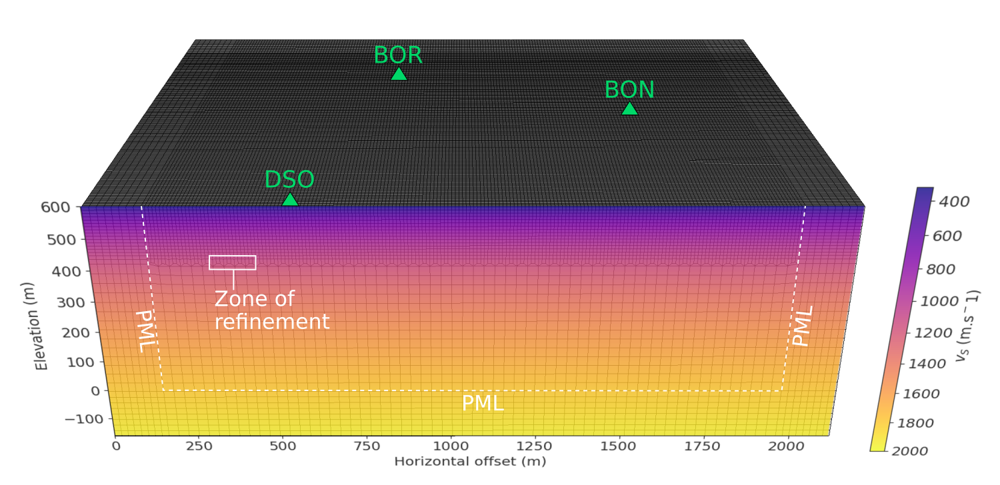 BOR
BON
DSO
600
500
400
300
200
100
0
−100
Elevation (m)
Zone of
refinement
PML
PML
PML
0
250
500
750
1000
1250
1500
1750
2000
Horizontal offset (m)
400
600
800
1000
1200
1400
1600
1800
2000
vS (m.s−1)